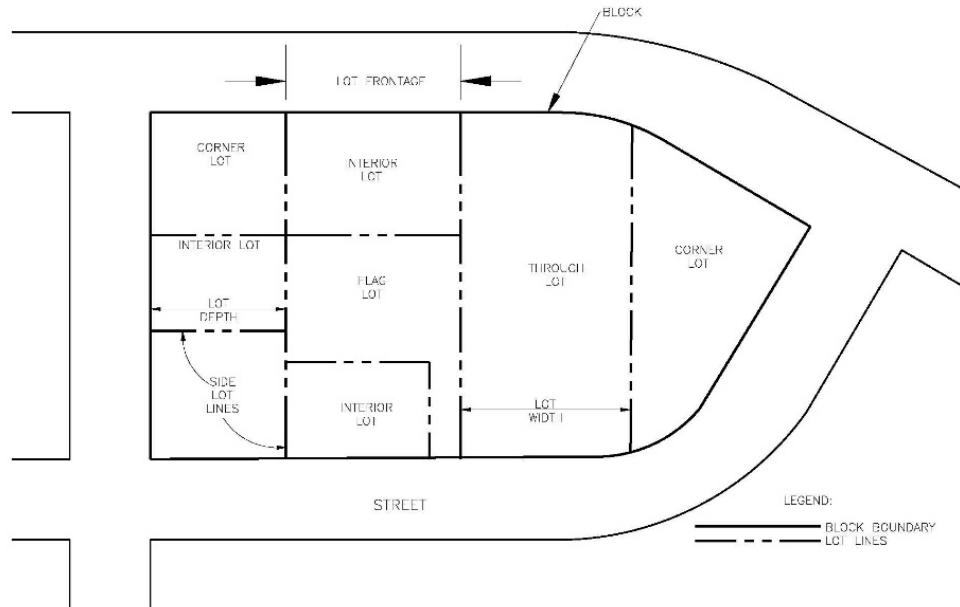 BLOCK
LOT FRONTAGE
CORNER
LOT
INTERIOR
LOT
INTERIOR LOT
FLAG
LOT
THROUGH
LOT
CORNER
LOT
LOT
DEPTH
SIDE
LOT
LINES
INTERIOR
LOT
LOT
WIDTH
STREET
LEGEND:
BLOCK BOUNDARY
LOT LINES